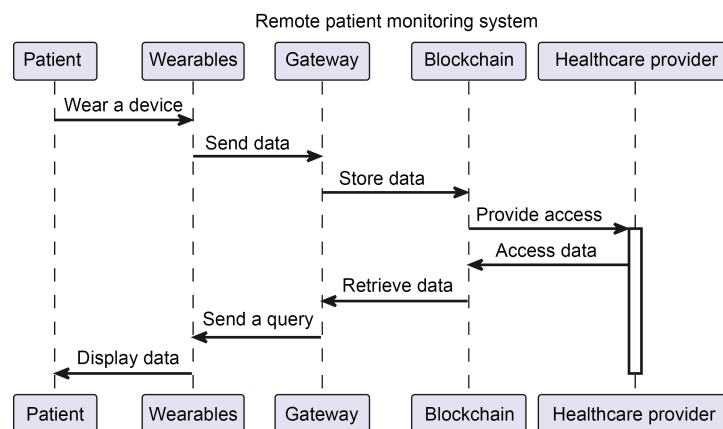 Remote patient monitoring system
Patient Wearables Gateway Blockchain Healthcare provider
Wear a device
Send data
Store data
Provide access
Access data
Retrieve data
Send a query
Display data
Patient Wearables Gateway Blockchain Healthcare provider